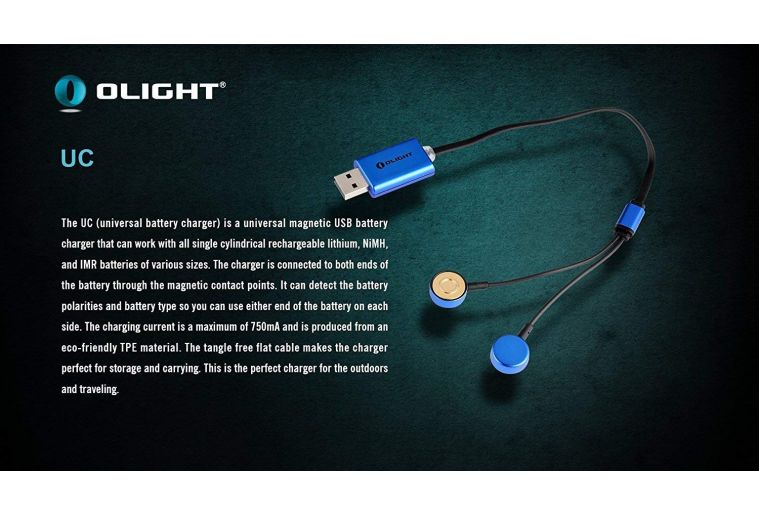 OLIGHT®
UC
OLIGHT
The UC (universal battery charger) is a universal magnetic USB battery
charger that can work with all single cylindrical rechargeable lithium, NiMH,
and IMR batteries of various sizes. The charger is connected to both ends of
the battery through the magnetic contact points. It can detect the battery
polarities and battery type so you can use either end of the battery on each
side. The charging current is a maximum of 750mA and is produced from an
eco-friendly TPE material. The tangle free flat cable makes the charger
perfect for storage and carrying. This is the perfect charger for the outdoors
and traveling.